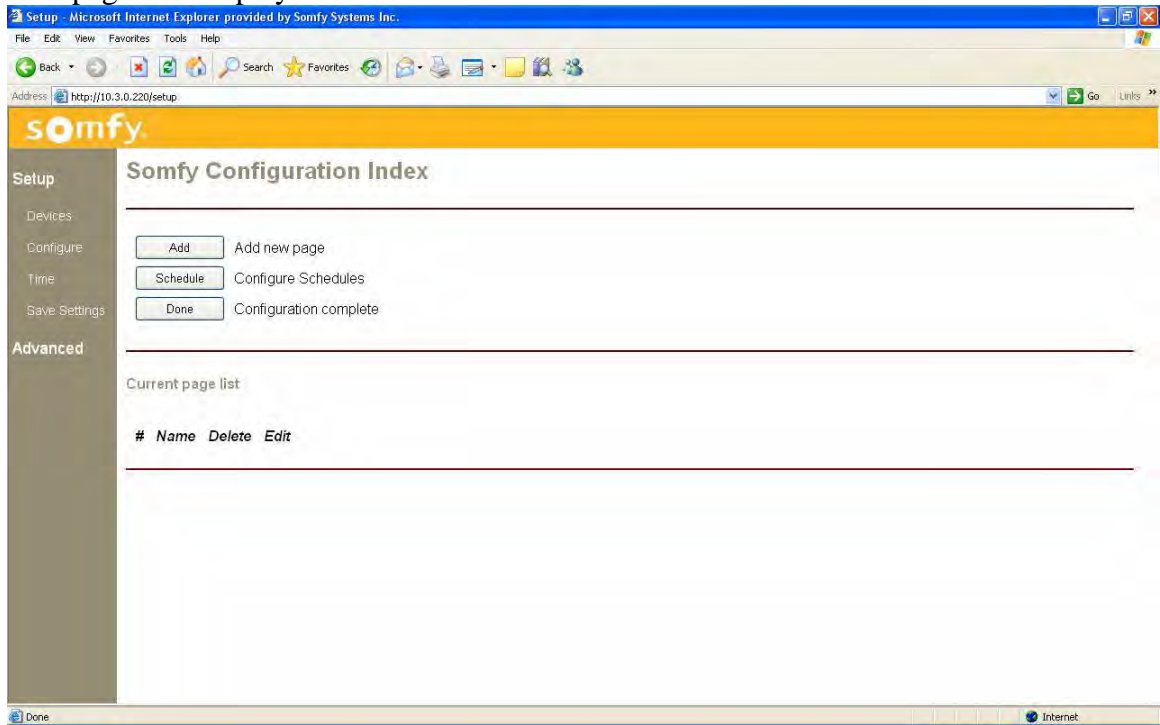 Setup - Microsoft Internet Explorer provided by Somfy Systems Inc.
File Edit View Favorites Tools Help
Back Search Favorites
Address http://10.3.0.220/setup Go Links »
somfy.
Setup
Devices
Configure
Time
Save Settings
Advanced
Somfy Configuration Index
Add Add new page
Schedule Configure Schedules
Done Configuration complete
Current page list
# Name Delete Edit
Done Internet